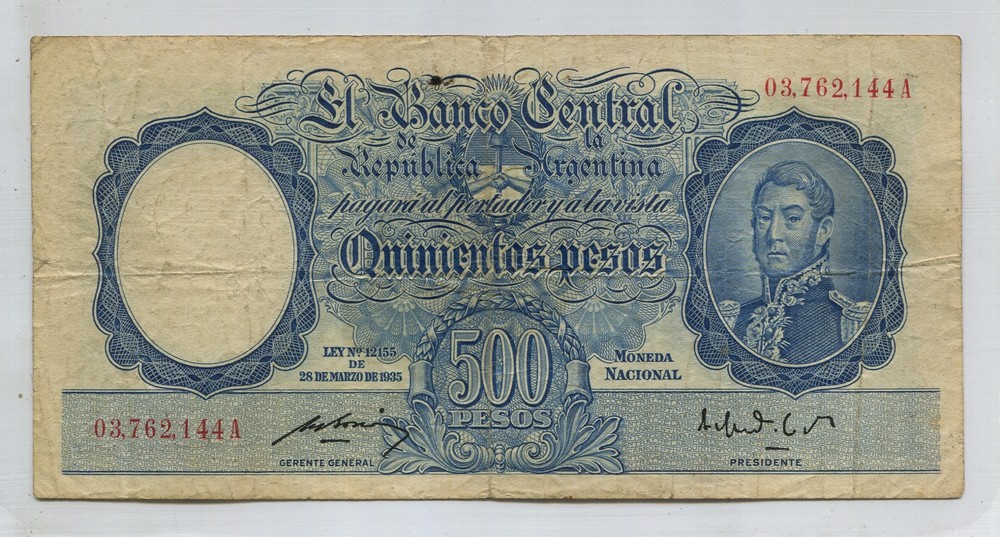 03,762,144 A
El Banco Central
de la
República Argentina
pagará al portador y a la vista
Quinientos pesos
LEY Nº 12155
DE
28 DE MARZO DE 1935
500
PESOS
MONEDA
NACIONAL
03,762,144 A
GERENTE GENERAL
PRESIDENTE